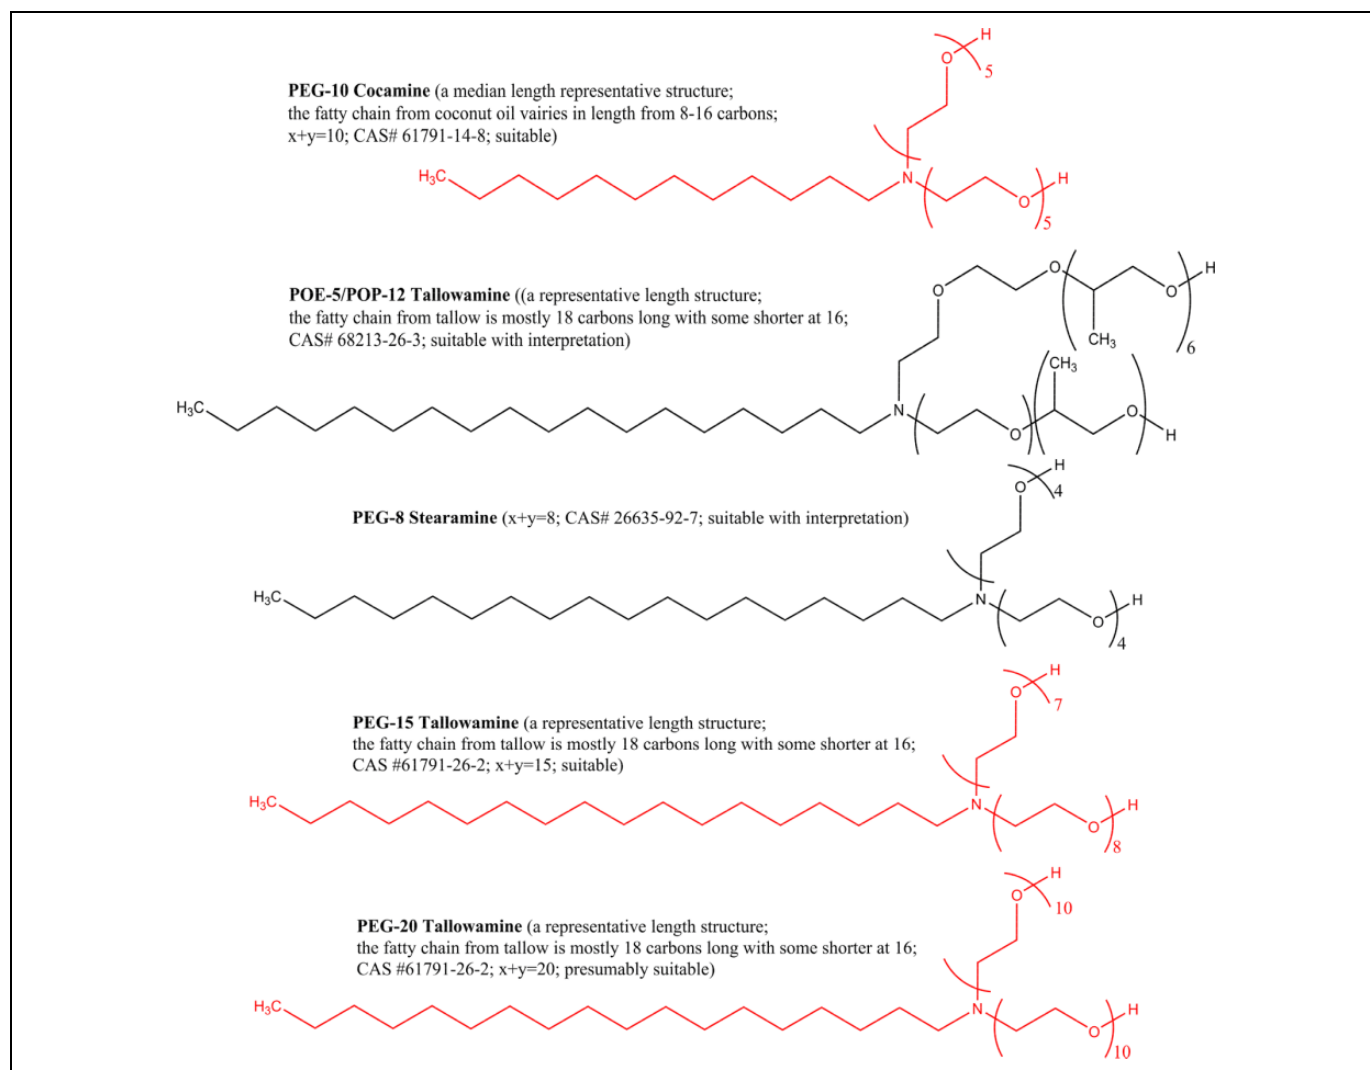 H
O
5
PEG-10 Cocamine (a median length representative structure;
the fatty chain from coconut oil vairies in length from 8-16 carbons;
x+y=10; CAS# 61791-14-8; suitable)
H₃C
N
H
O
5
POE-5/POP-12 Tallowamine ((a representative length structure;
the fatty chain from tallow is mostly 18 carbons long with some shorter at 16;
CAS# 68213-26-3; suitable with interpretation)
O
O
H
O
CH₃
6
CH₃
H₃C
N
O
O
H
PEG-8 Stearamine (x+y=8; CAS# 26635-92-7; suitable with interpretation)
H
O
4
H₃C
N
H
O
4
PEG-15 Tallowamine (a representative length structure;
the fatty chain from tallow is mostly 18 carbons long with some shorter at 16;
CAS #61791-26-2; x+y=15; suitable)
H
O
7
H₃C
N
H
O
8
PEG-20 Tallowamine (a representative length structure;
the fatty chain from tallow is mostly 18 carbons long with some shorter at 16;
CAS #61791-26-2; x+y=20; presumably suitable)
H
O
10
H₃C
N
H
O
10